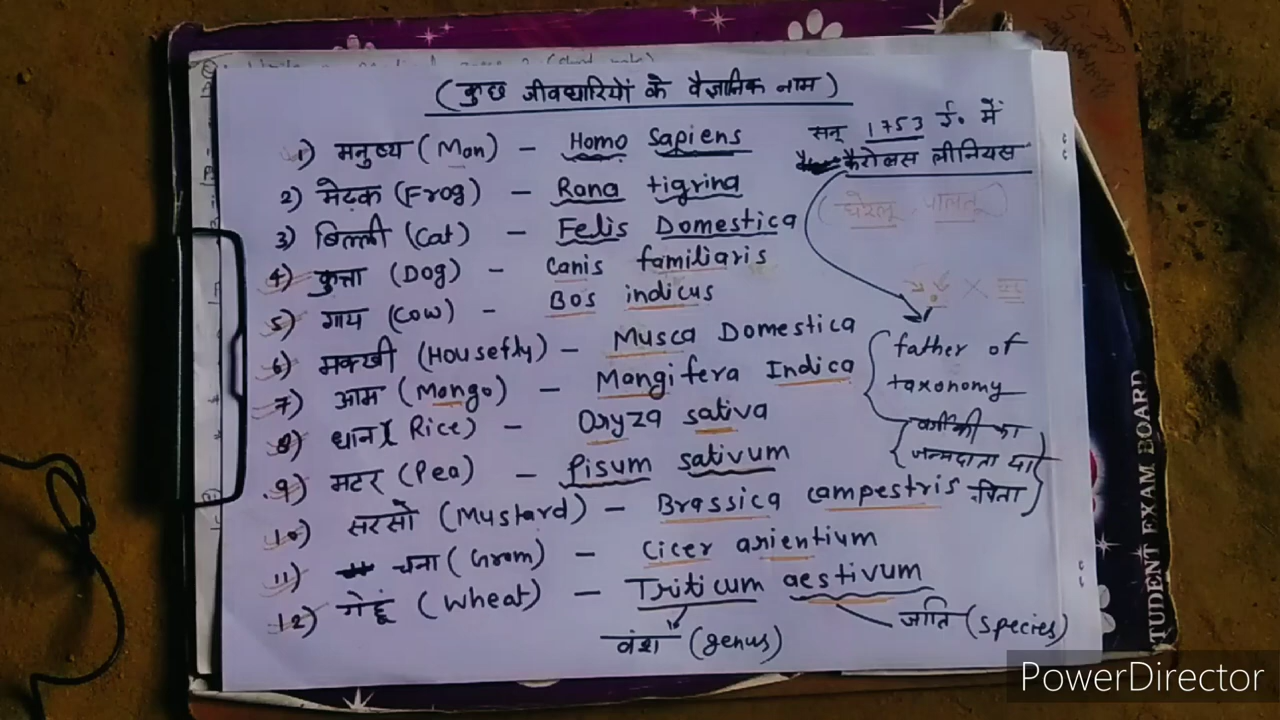 (कुछ जीवधारियों के वैज्ञानिक नाम)
1) मनुष्य (Man) – Homo Sapiens
2) मेढ़क (Frog) – Rana tigrina
3) बिल्ली (Cat) – Felis Domestica
4) कुत्ता (Dog) – Canis familiaris
5) गाय (Cow) – Bos indicus
6) मक्खी (Housefly) – Musca Domestica
7) आम (Mango) – Mangifera Indica
8) धान (Rice) – Oryza sativa
9) मटर (Pea) – Pisum sativum
10) सरसो (Mustard) – Brassica campestris
11) चना (Gram) – Cicer arientium
12) गेहूं (Wheat) – Triticum aestivum
वंश (genus)
जाति (species)
सन् 1753 ई० में
कैरोलस लीनियस
(घरेलू, पालतू)
father of
taxonomy
वर्गीकी का
जन्मदाता या
पिता
STUDENT EXAM BOARD
PowerDirector